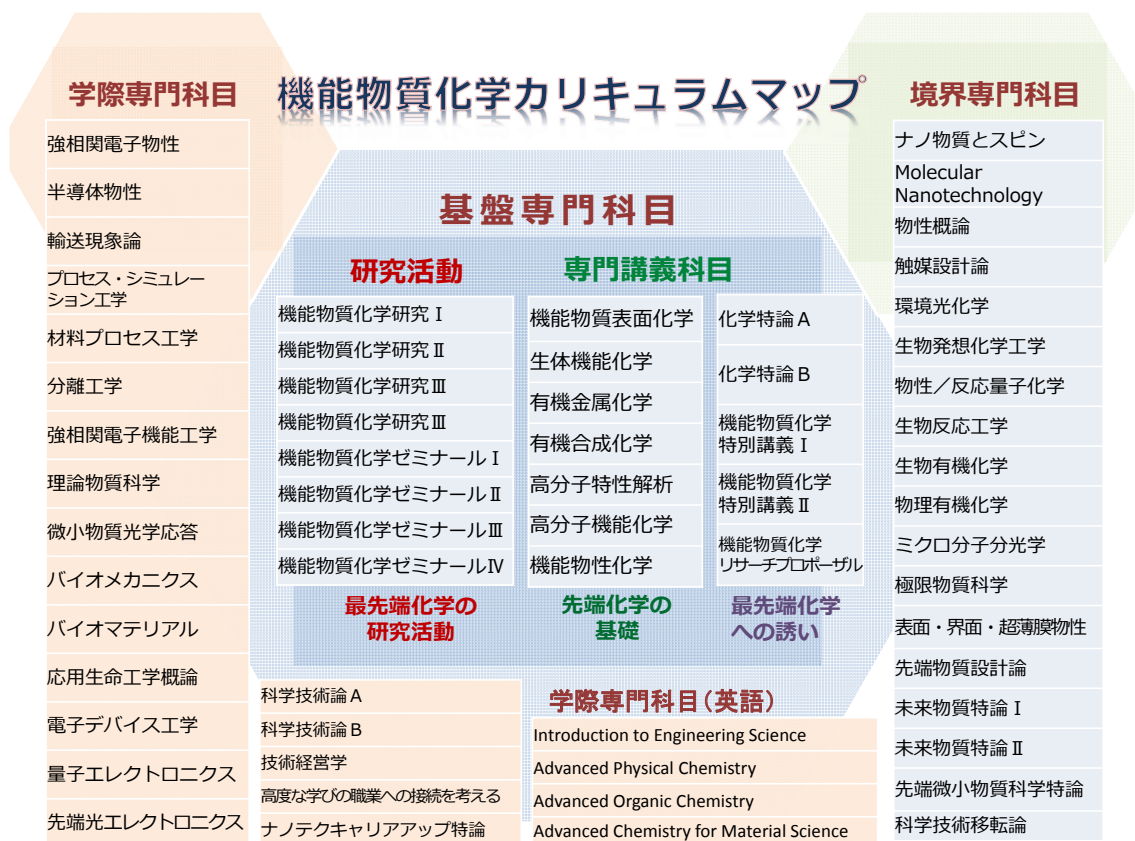 機能物質化学カリキュラムマップ
学際専門科目
強相関電子物性
半導体物性
輸送現象論
プロセス・シミュレー
ション工学
材料プロセス工学
分離工学
強相関電子機能工学
理論物質科学
微小物質光学応答
バイオメカニクス
バイオマテリアル
応用生命工学概論
電子デバイス工学
量子エレクトロニクス
先端光エレクトロニクス
基盤専門科目
研究活動
機能物質化学研究Ⅰ
機能物質化学研究Ⅱ
機能物質化学研究Ⅲ
機能物質化学研究Ⅲ
機能物質化学ゼミナールⅠ
機能物質化学ゼミナールⅡ
機能物質化学ゼミナールⅢ
機能物質化学ゼミナールⅣ
最先端化学の
研究活動
専門講義科目
機能物質表面化学
生体機能化学
有機金属化学
有機合成化学
高分子特性解析
高分子機能化学
機能物性化学
先端化学の
基礎
化学特論A
化学特論B
機能物質化学
特別講義Ⅰ
機能物質化学
特別講義Ⅱ
機能物質化学
リサーチプロポーザル
最先端化学
への誘い
科学技術論A
科学技術論B
技術経営学
高度な学びの職業への接続を考える
ナノテクキャリアアップ特論
学際専門科目(英語)
Introduction to Engineering Science
Advanced Physical Chemistry
Advanced Organic Chemistry
Advanced Chemistry for Material Science
境界専門科目
ナノ物質とスピン
Molecular
Nanotechnology
物性概論
触媒設計論
環境光化学
生物発想化学工学
物性／反応量子化学
生物反応工学
生物有機化学
物理有機化学
ミクロ分子分光学
極限物質科学
表面・界面・超薄膜物性
先端物質設計論
未来物質特論Ⅰ
未来物質特論Ⅱ
先端微小物質科学特論
科学技術移転論